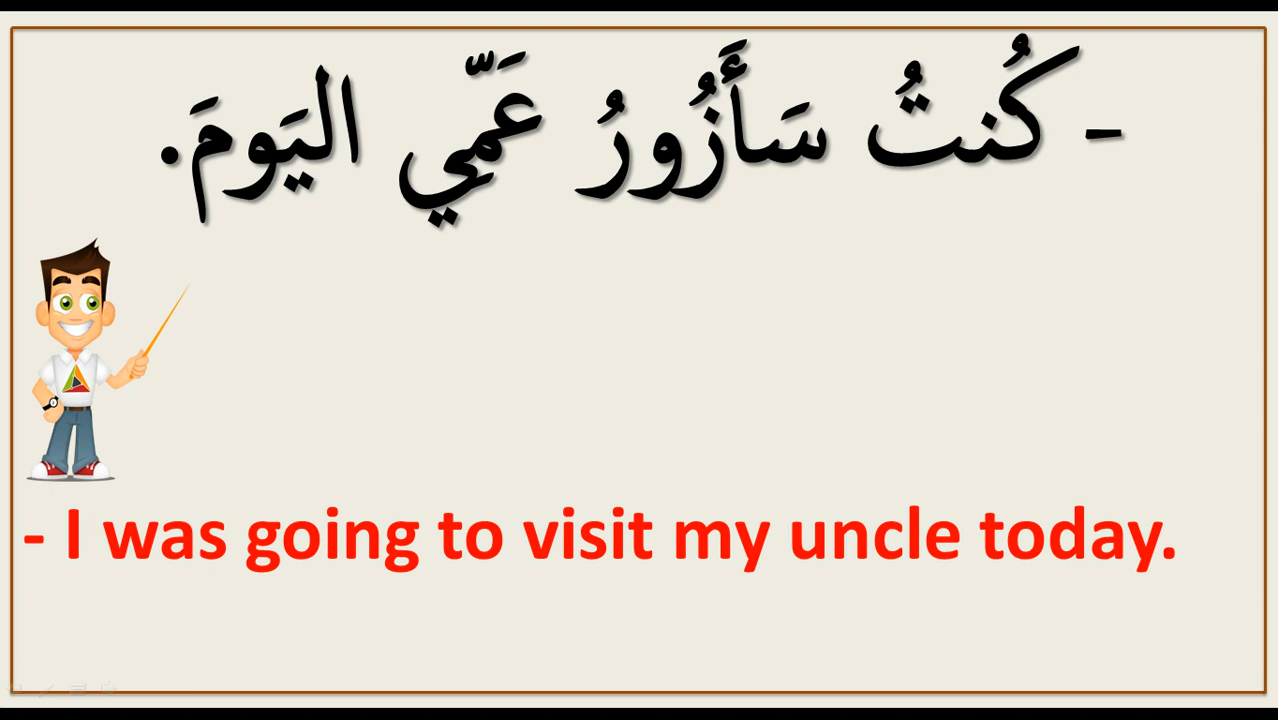 - كُنتُ سَأَزُورُ عَمِّي اليَومَ.
- I was going to visit my uncle today.